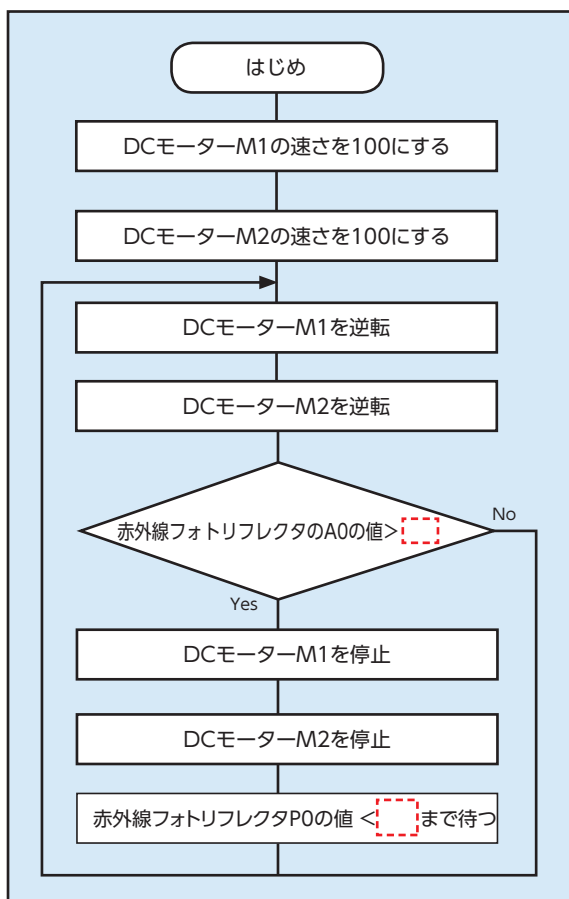 はじめ
DCモーターM1の速さを100にする
DCモーターM2の速さを100にする
DCモーターM1を逆転
DCモーターM2を逆転
赤外線フォトリフレクタのA0の値>
No
Yes
DCモーターM1を停止
DCモーターM2を停止
赤外線フォトリフレクタP0の値 < まで待つ